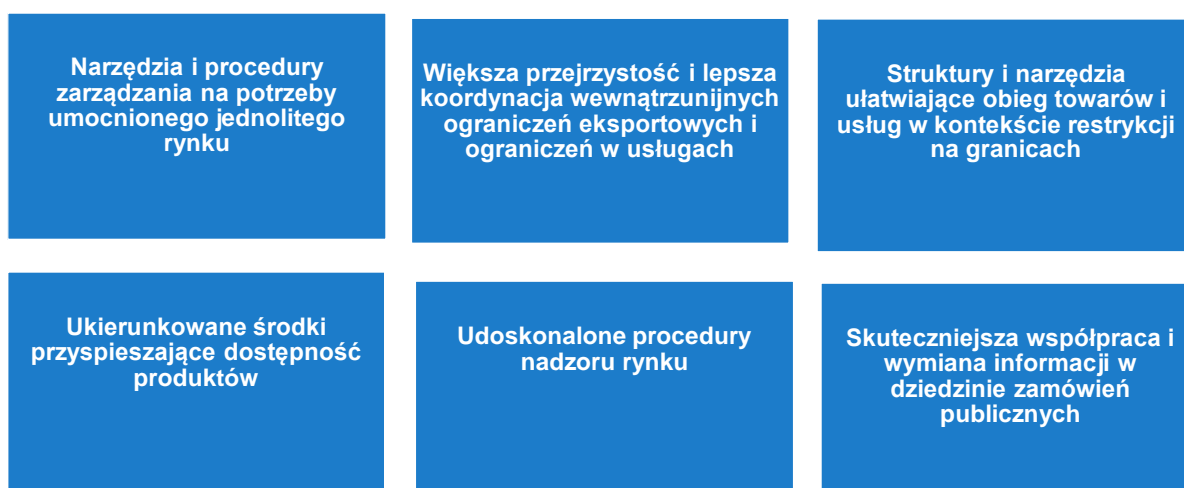 Narzędzia i procedury
zarządzania na potrzeby
umocnionego jednolitego
rynku
Większa przejrzystość i lepsza
koordynacja wewnątrzunijnych
ograniczeń eksportowych i
ograniczeń w usługach
Struktury i narzędzia
ułatwiające obieg towarów i
usług w kontekście restrykcji
na granicach
Ukierunkowane środki
przyspieszające dostępność
produktów
Udoskonalone procedury
nadzoru rynku
Skuteczniejsza współpraca i
wymiana informacji w
dziedzinie zamówień
publicznych